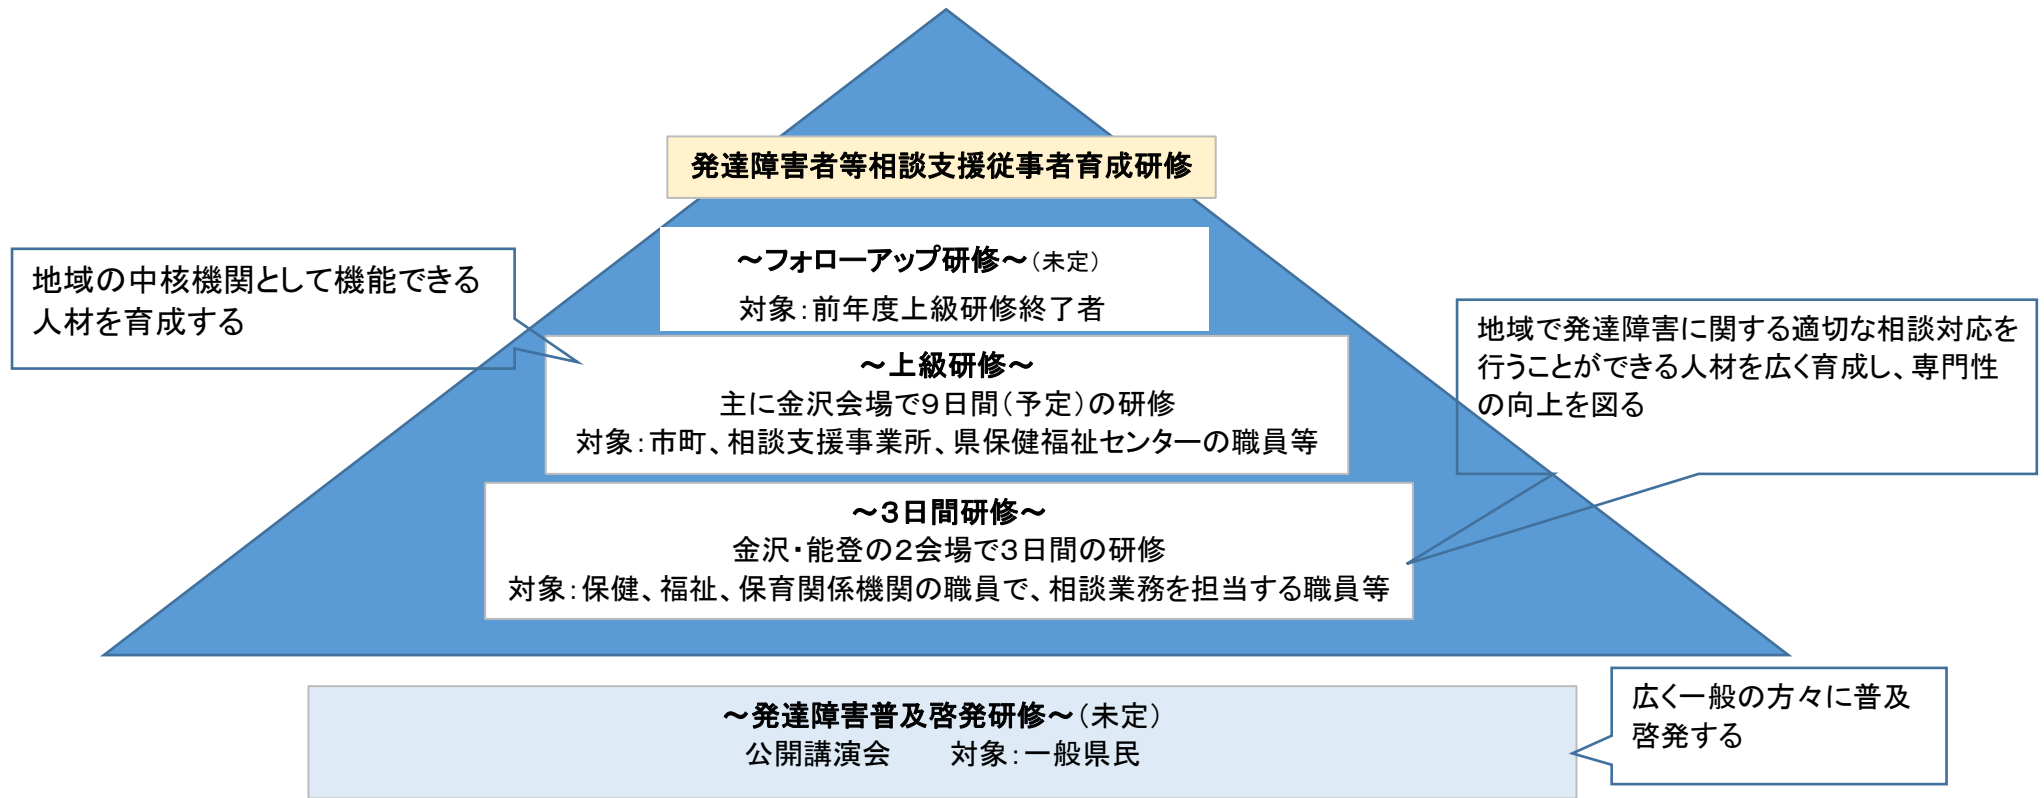 発達障害者等相談支援従事者育成研修
～フォローアップ研修～（未定）
対象：前年度上級研修終了者
地域の中核機関として機能できる
人材を育成する
～上級研修～
主に金沢会場で９日間（予定）の研修
対象：市町、相談支援事業所、県保健福祉センターの職員等
地域で発達障害に関する適切な相談対応を
行うことができる人材を広く育成し、専門性
の向上を図る
～３日間研修～
金沢・能登の２会場で３日間の研修
対象：保健、福祉、保育関係機関の職員で、相談業務を担当する職員等
～発達障害普及啓発研修～（未定）
公開講演会　　対象：一般県民
広く一般の方々に普及
啓発する